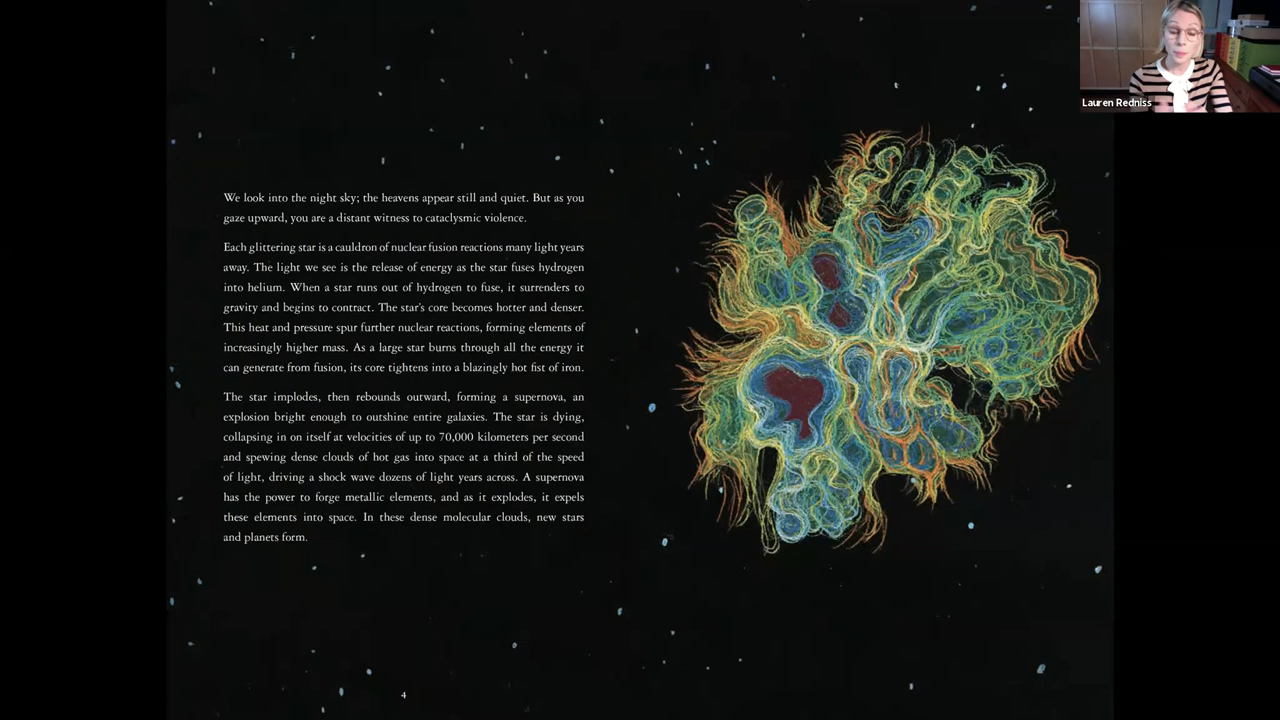 Lauren Redniss
We look into the night sky; the heavens appear still and quiet. But as you
gaze upward, you are a distant witness to cataclysmic violence.
Each glittering star is a cauldron of nuclear fusion reactions many light years
away. The light we see is the release of energy as the star fuses hydrogen
into helium. When a star runs out of hydrogen to fuse, it surrenders to
gravity and begins to contract. The star's core becomes hotter and denser.
This heat and pressure spur further nuclear reactions, forming elements of
increasingly higher mass. As a large star burns through all the energy it
can generate from fusion, its core tightens into a blazingly hot fist of iron.
The star implodes, then rebounds outward, forming a supernova, an
explosion bright enough to outshine entire galaxies. The star is dying,
collapsing in on itself at velocities of up to 70,000 kilometers per second
and spewing dense clouds of hot gas into space at a third of the speed
of light, driving a shock wave dozens of light years across. A supernova
has the power to forge metallic elements, and as it explodes, it expels
these elements into space. In these dense molecular clouds, new stars
and planets form.
4